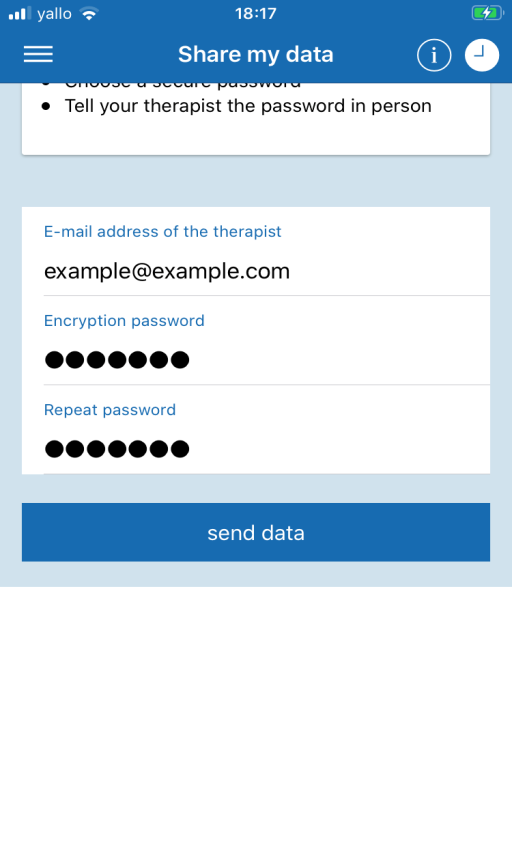 yallo
18:17
Share my data
i
• Choose a secure password
• Tell your therapist the password in person
E-mail address of the therapist
example@example.com
Encryption password
●●●●●●●
Repeat password
●●●●●●●
send data